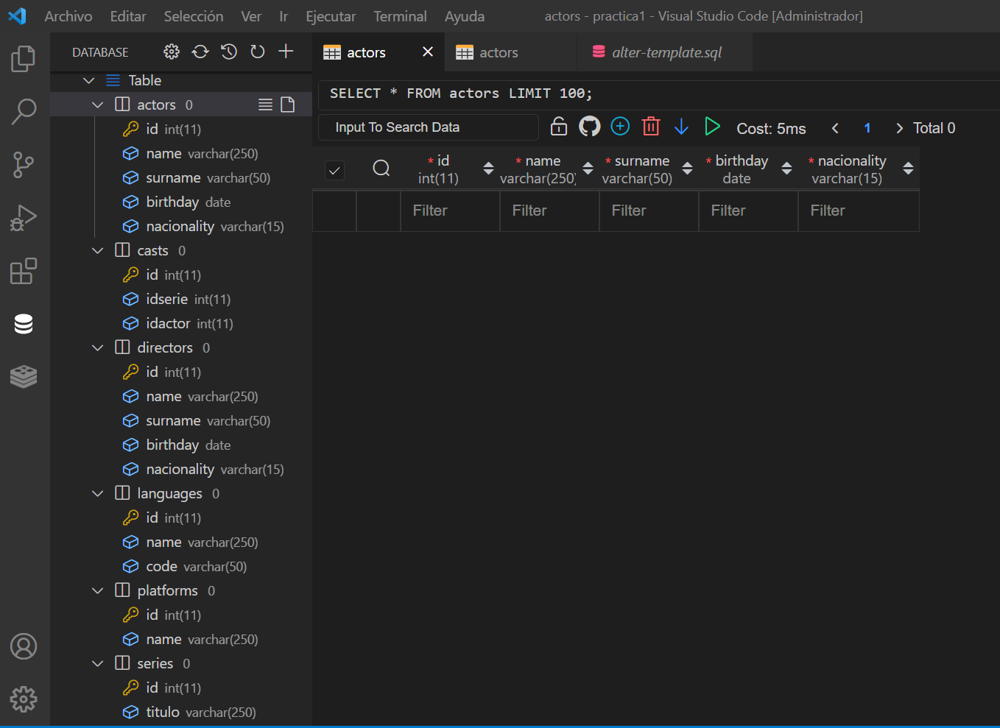 Archivo Editar Selección Ver Ir Ejecutar Terminal Ayuda actors - practica1 - Visual Studio Code [Administrador]
DATABASE
actors
actors
alter-template.sql
Table
actors 0
id int(11)
name varchar(250)
surname varchar(50)
birthday date
nacionality varchar(15)
casts 0
id int(11)
idserie int(11)
idactor int(11)
directors 0
id int(11)
name varchar(250)
surname varchar(50)
birthday date
nacionality varchar(15)
languages 0
id int(11)
name varchar(250)
code varchar(50)
platforms 0
id int(11)
name varchar(250)
series 0
id int(11)
titulo varchar(250)
SELECT * FROM actors LIMIT 100;
Input To Search Data Cost: 5ms 1 Total 0
* id * name * surname * birthday * nacionality
int(11) varchar(250) varchar(50) date varchar(15)
Filter Filter Filter Filter Filter